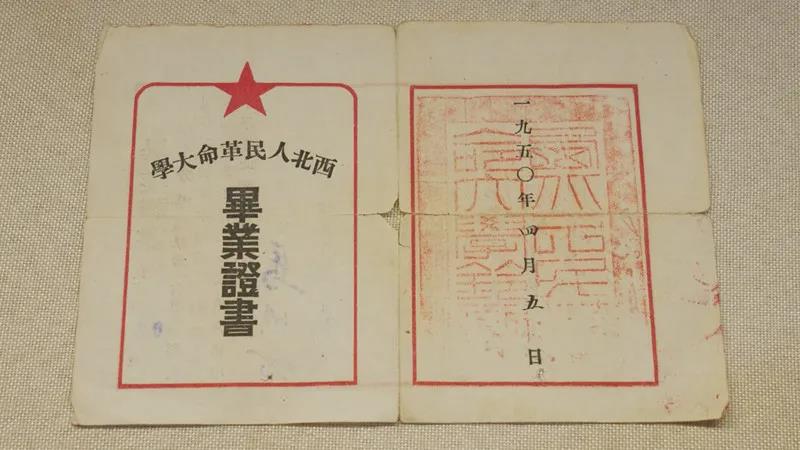 西北人民革命大學
畢業證書
一九五〇年四月五日